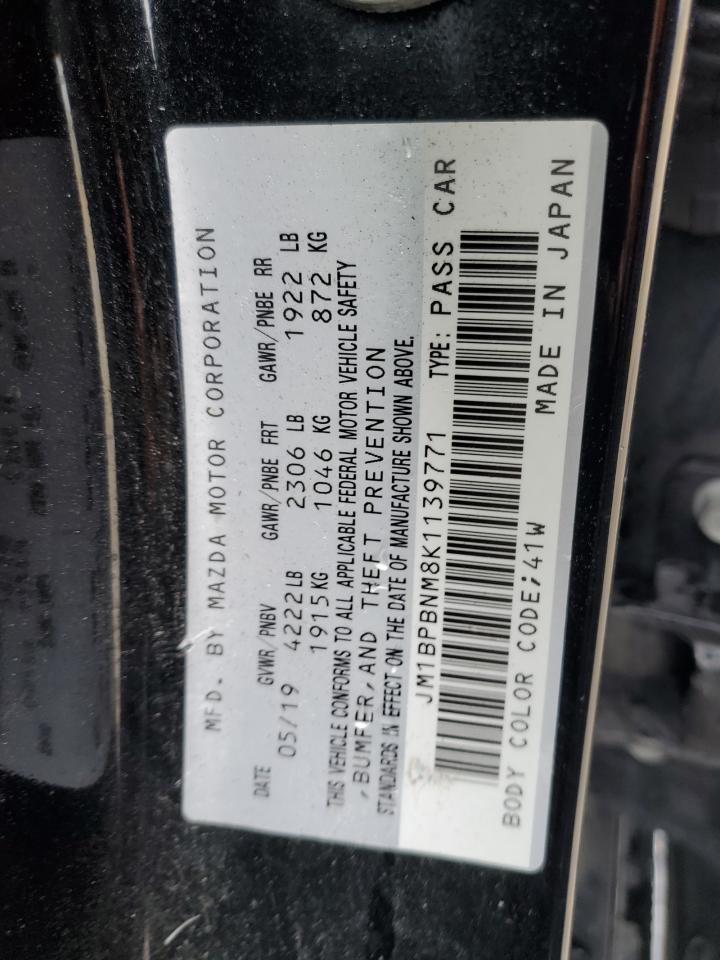 MFD. BY MAZDA MOTOR CORPORATION
DATE GVWR/PNBV GAWR/PNBE FRT GAWR/PNBE RR
05/19 4222LB 2306 LB 1922 LB
1915KG 1046 KG 872 KG
THIS VEHICLE CONFORMS TO ALL APPLICABLE FEDERAL MOTOR VEHICLE SAFETY
,BUMPER,AND THEFT PREVENTION
STANDARDS IN EFFECT ON THE DATE OF MANUFACTURE SHOWN ABOVE.
JM1BPBNM8K1139771 TYPE: PASS CAR
BODY COLOR CODE;41W MADE IN JAPAN